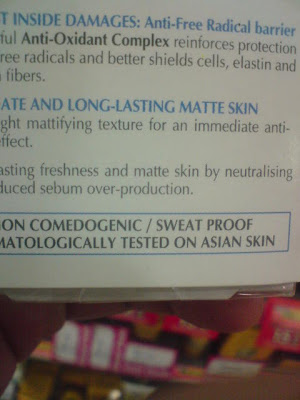 T INSIDE DAMAGES: Anti-Free Radical barrier
ful Anti-Oxidant Complex reinforces protection
ree radicals and better shields cells, elastin and
fibers.
ATE AND LONG-LASTING MATTE SKIN
ght mattifying texture for an immediate anti-
effect.
asting freshness and matte skin by neutralising
duced sebum over-production.
ON COMEDOGENIC / SWEAT PROOF
MATOLOGICALLY TESTED ON ASIAN SKIN